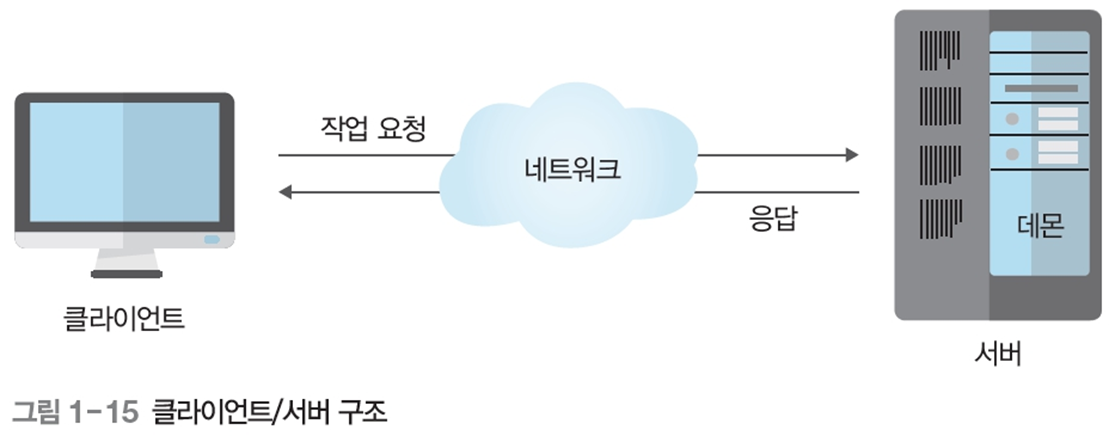 작업 요청
네트워크
응답
데몬
클라이언트
서버
그림 1-15 클라이언트/서버 구조